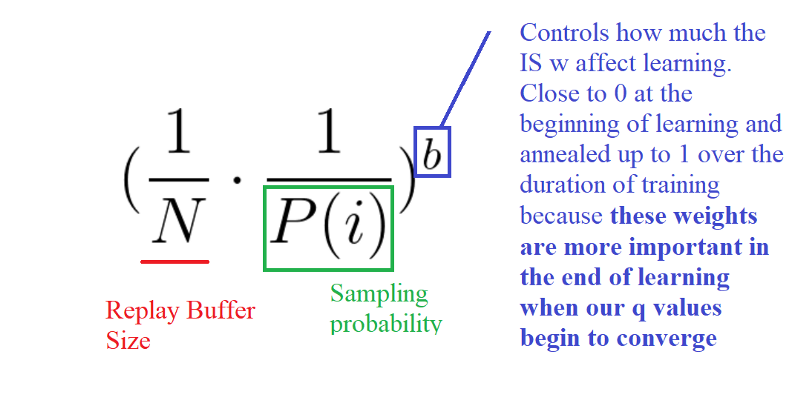 (1/N · 1/P(i))^b
Replay Buffer
Size
Sampling
probability
Controls how much the
IS w affect learning.
Close to 0 at the
beginning of learning and
annealed up to 1 over the
duration of training
because these weights
are more important in
the end of learning
when our q values
begin to converge